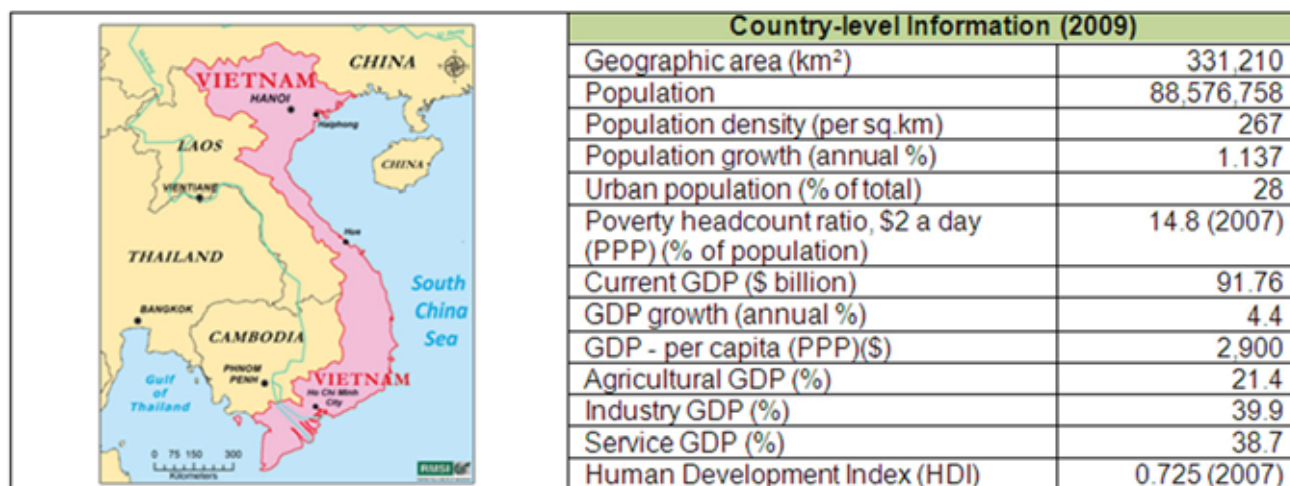 CHINA
VIETNAM
HANOI
Haiphong
LAOS
CHINA
VIENTIANE
Hue
THAILAND
South
China
Sea
BANGKOK
CAMBODIA
PHNOM
PENH
VIETNAM
Gulf
of
Thailand
Ho Chi Minh
City
0 75 150 300
Kilometers
RMSI
Country-level Information (2009)
Geographic area (km²) 331,210
Population 88,576,758
Population density (per sq.km) 267
Population growth (annual %) 1.137
Urban population (% of total) 28
Poverty headcount ratio, $2 a day 14.8 (2007)
(PPP) (% of population)
Current GDP ($ billion) 91.76
GDP growth (annual %) 4.4
GDP - per capita (PPP)($) 2,900
Agricultural GDP (%) 21.4
Industry GDP (%) 39.9
Service GDP (%) 38.7
Human Development Index (HDI) 0.725 (2007)